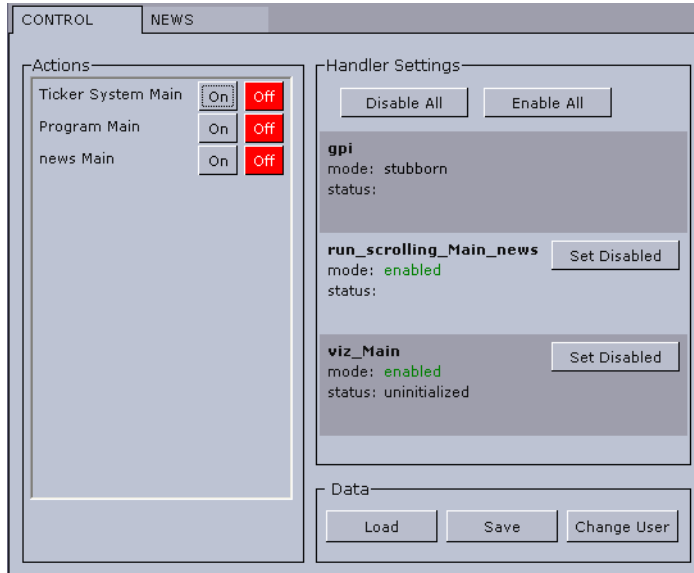 CONTROL NEWS
Actions
Ticker System Main On Off
Program Main On Off
news Main On Off
Handler Settings
Disable All Enable All
gpi
mode: stubborn
status:
run_scrolling_Main_news Set Disabled
mode: enabled
status:
viz_Main Set Disabled
mode: enabled
status: uninitialized
Data
Load Save Change User